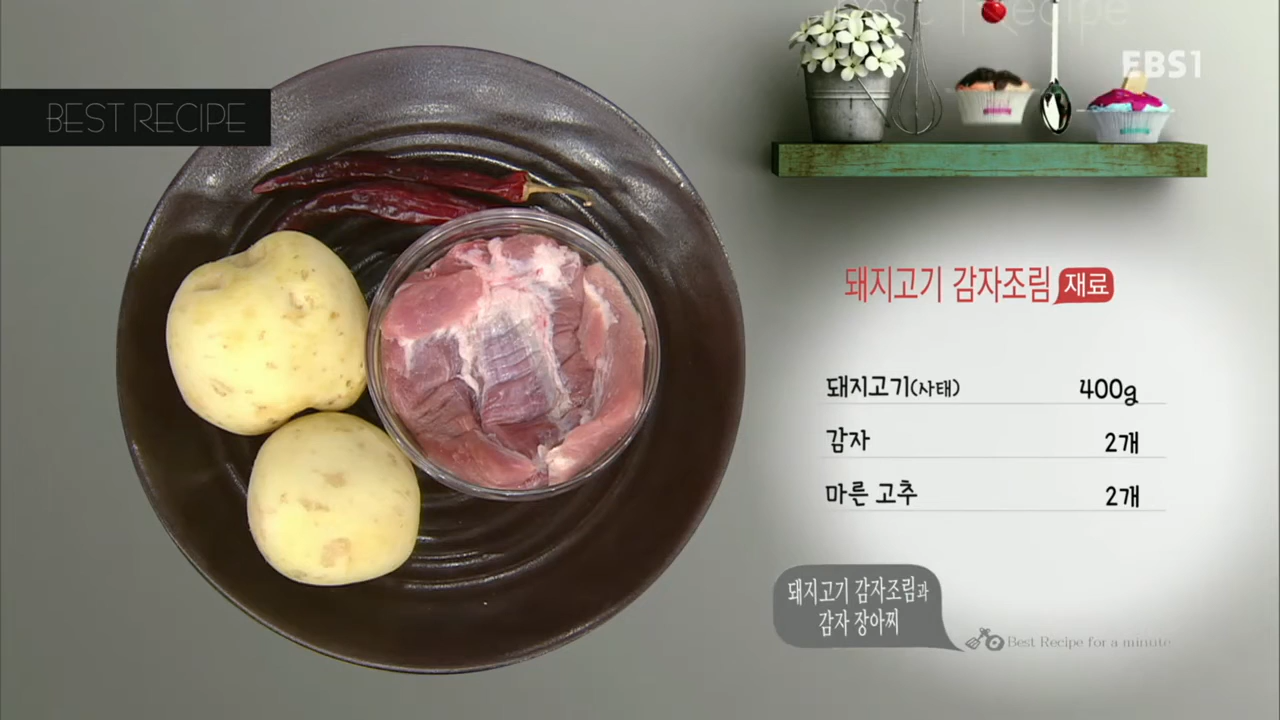 Best Recipe
EBS1
BEST RECIPE
돼지고기 감자조림 재료
돼지고기(사태) 400g
감자 2개
마른 고추 2개
돼지고기 감자조림과
감자 장아찌
Best Recipe for a minute